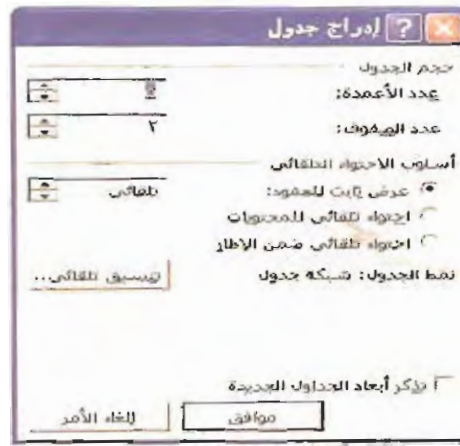 إدراج جدول
حجم الجدول
عدد الأعمدة:
عدد الصفوف: ٢
أسلوب الاحتواء التلقائي
عرض ثابت للعمود: تلقائي
احتواء تلقائي للمحتويات
احتواء تلقائي ضمن الإطار
نمط الجدول: شبكة جدول تنسيق تلقائي...
تذكر أبعاد الجداول الجديدة
موافق إلغاء الأمر